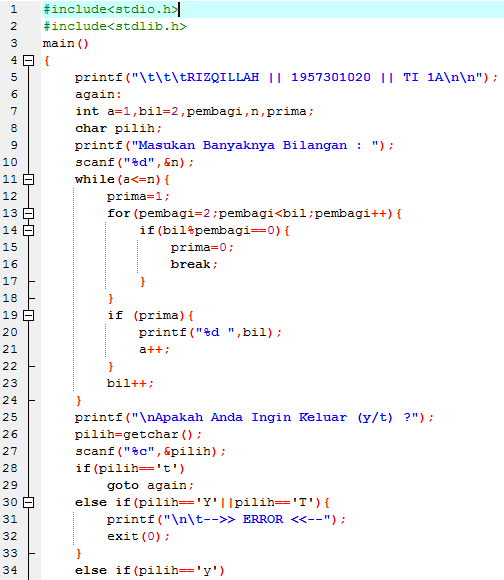 1 #include<stdio.h>
2 #include<stdlib.h>
3 main()
4 {
5     printf("\t\t\tRIZQILLAH || 1957301020 || TI 1A\n\n");
6     again:
7     int a=1,bil=2,pembagi,n,prima;
8     char pilih;
9     printf("Masukan Banyaknya Bilangan : ");
10     scanf("%d",&n);
11     while(a<=n){
12         prima=1;
13         for(pembagi=2;pembagi<bil;pembagi++){
14             if(bil%pembagi==0){
15                 prima=0;
16                 break;
17             }
18         }
19         if (prima){
20             printf("%d ",bil);
21             a++;
22         }
23         bil++;
24     }
25     printf("\nApakah Anda Ingin Keluar (y/t) ?");
26     pilih=getchar();
27     scanf("%c",&pilih);
28     if(pilih=='t')
29         goto again;
30     else if(pilih=='Y'||pilih=='T'){
31         printf("\n\t-->> ERROR <<--");
32         exit(0);
33     }
34     else if(pilih=='y')